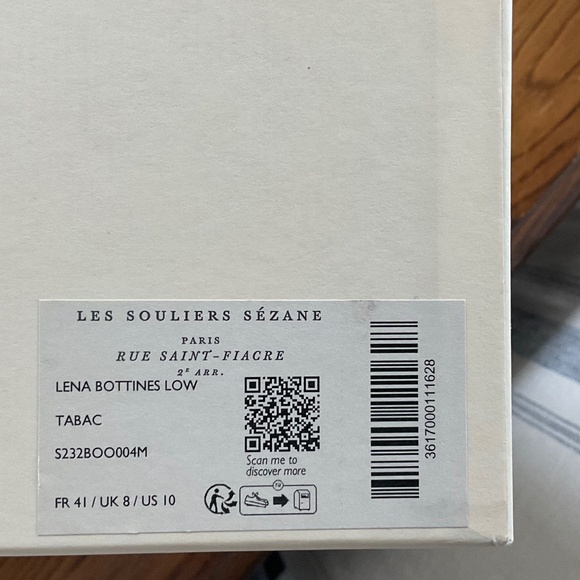 LES SOULIERS SÉZANE
PARIS
RUE SAINT-FIACRE
2E ARR.
LENA BOTTINES LOW
TABAC
S232BOO004M
Scan me to
discover more
FR
FR 41 / UK 8 / US 10
3617000111628